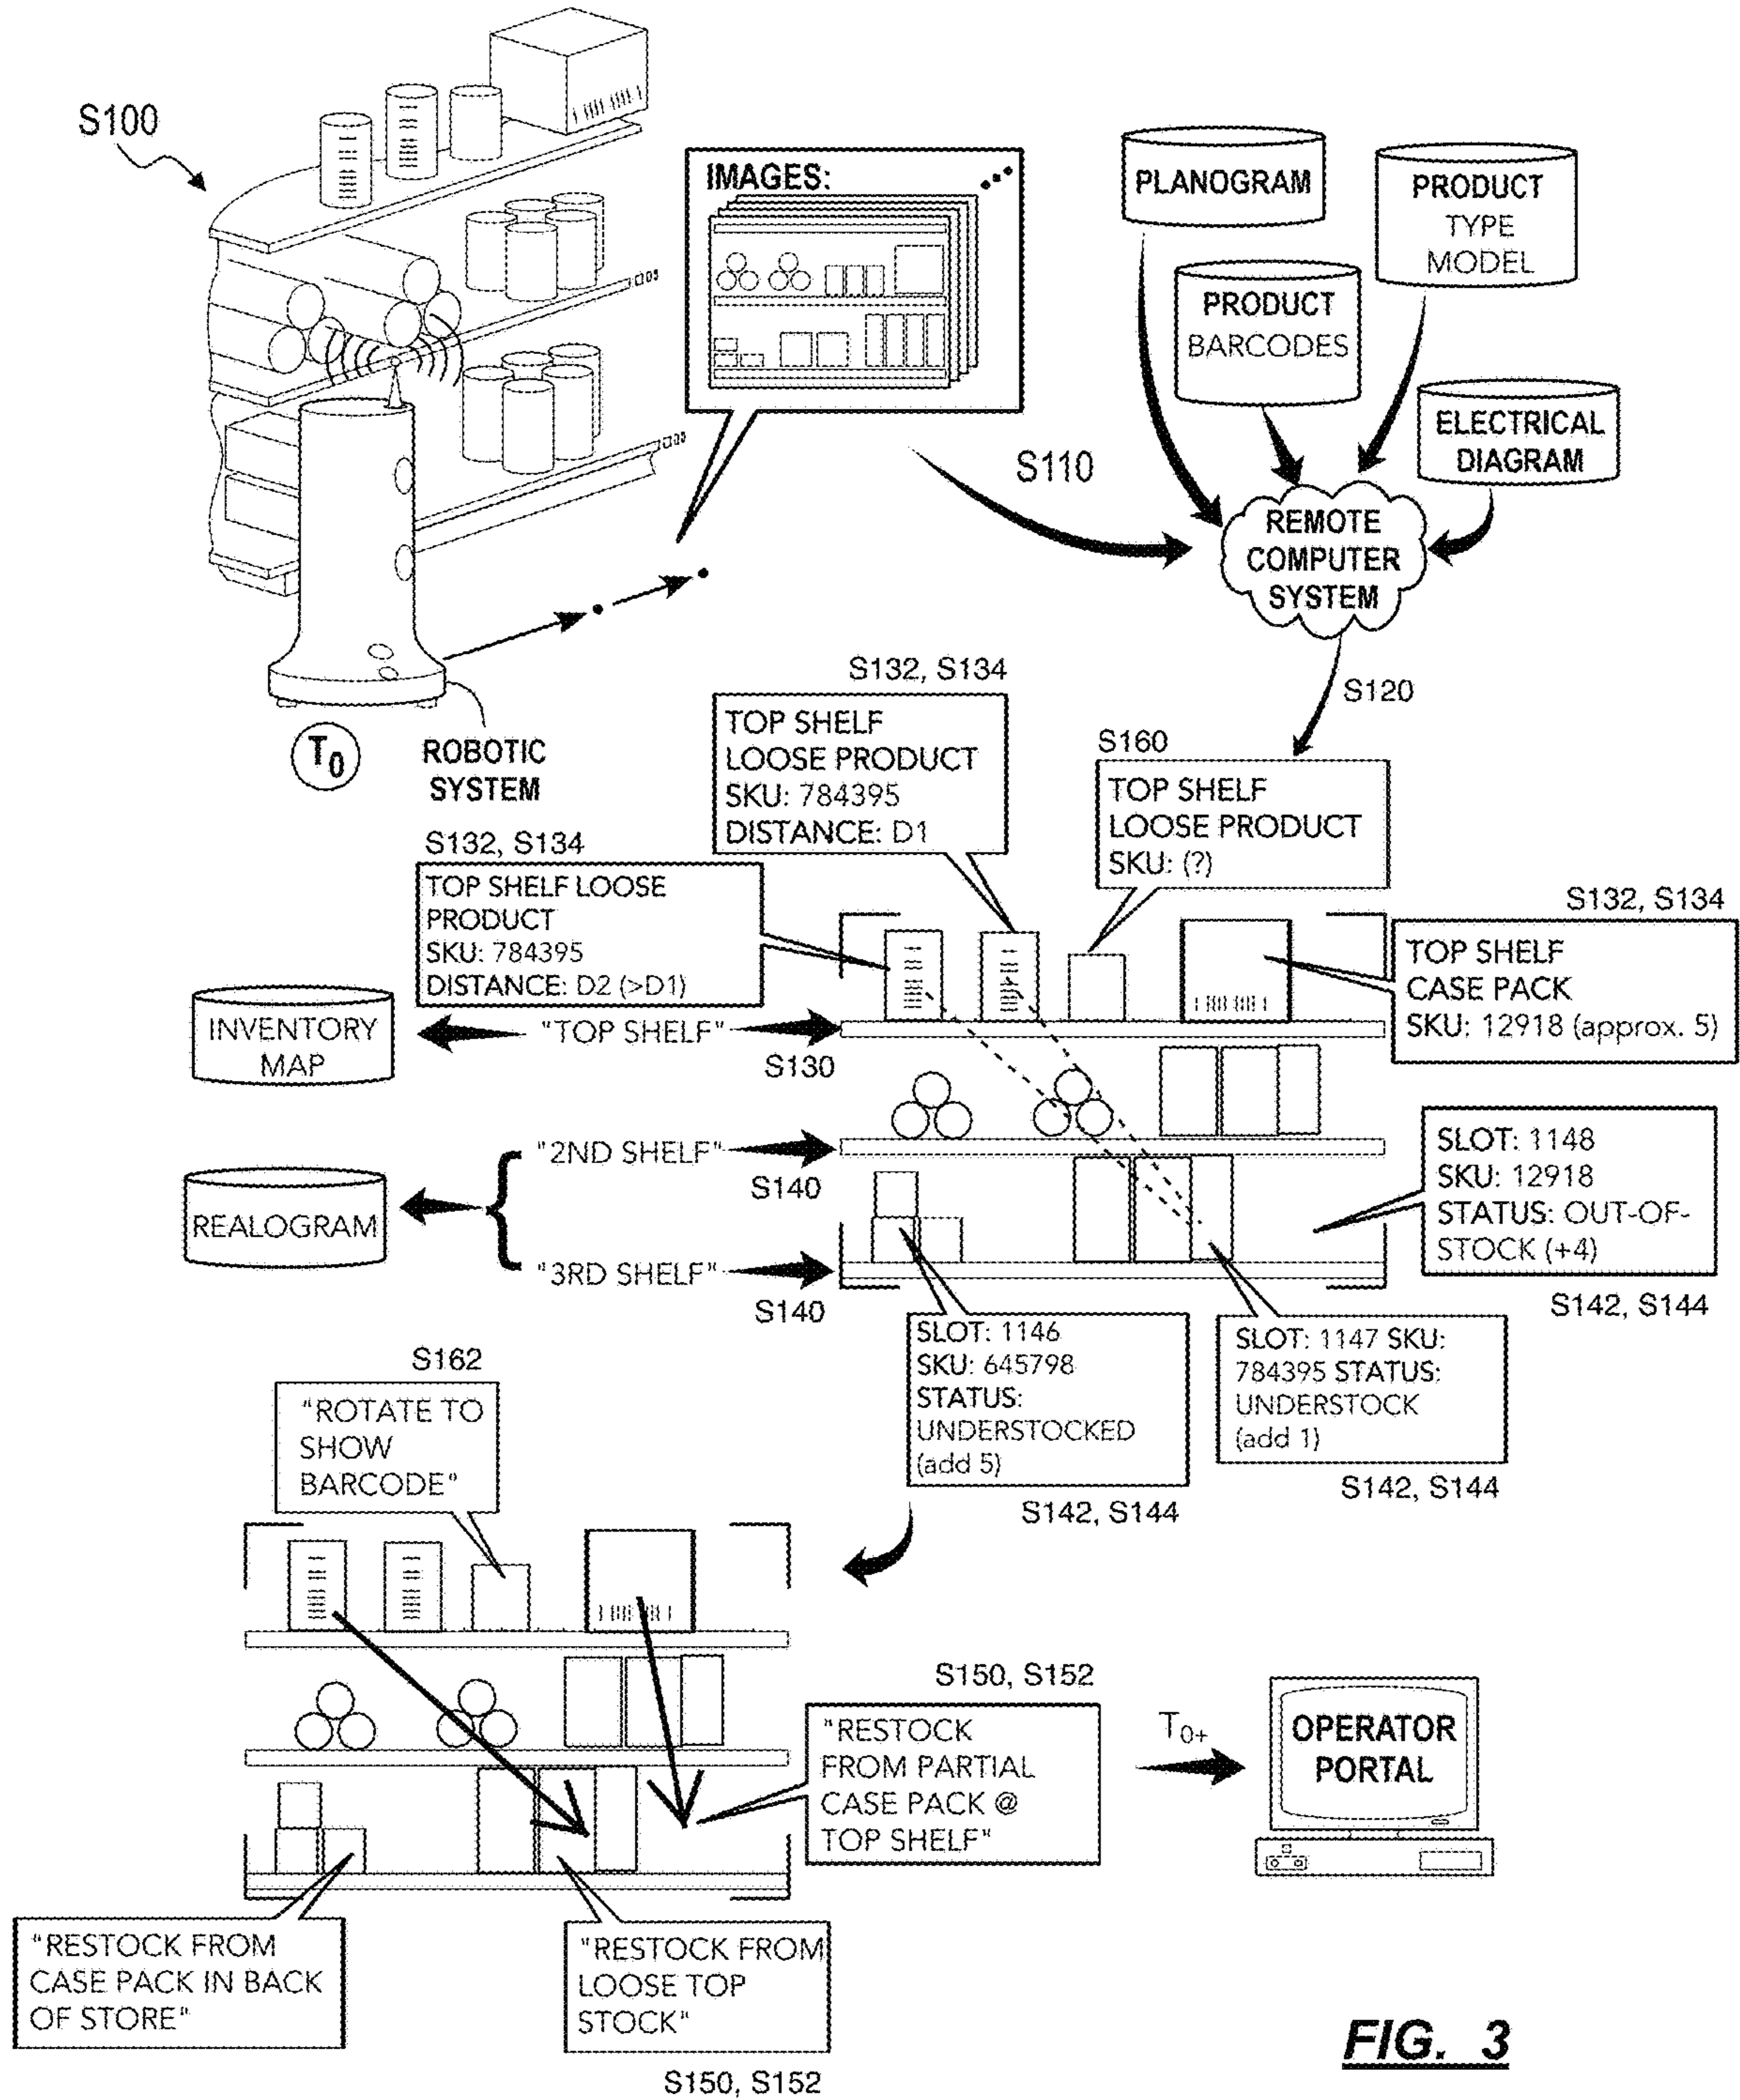 S100
IMAGES:
PLANOGRAM
PRODUCT
TYPE
MODEL
PRODUCT
BARCODES
ELECTRICAL
DIAGRAM
S110
REMOTE
COMPUTER
SYSTEM
S120
T0
ROBOTIC
SYSTEM
S132, S134
TOP SHELF
LOOSE PRODUCT
SKU: 784395
DISTANCE: D1
S160
TOP SHELF
LOOSE PRODUCT
SKU: (?)
S132, S134
TOP SHELF LOOSE
PRODUCT
SKU: 784395
DISTANCE: D2 (>D1)
S132, S134
TOP SHELF
CASE PACK
SKU: 12918 (approx. 5)
INVENTORY
MAP
"TOP SHELF"
S130
REALOGRAM
"2ND SHELF"
S140
"3RD SHELF"
S140
SLOT: 1148
SKU: 12918
STATUS: OUT-OF-
STOCK (+4)
S142, S144
SLOT: 1146
SKU: 645798
STATUS:
UNDERSTOCKED
(add 5)
S142, S144
SLOT: 1147 SKU:
784395 STATUS:
UNDERSTOCK
(add 1)
S142, S144
S162
"ROTATE TO
SHOW
BARCODE"
S150, S152
"RESTOCK
FROM PARTIAL
CASE PACK @
TOP SHELF"
T0+
OPERATOR
PORTAL
"RESTOCK FROM
CASE PACK IN BACK
OF STORE"
"RESTOCK FROM
LOOSE TOP
STOCK"
S150, S152
FIG. 3